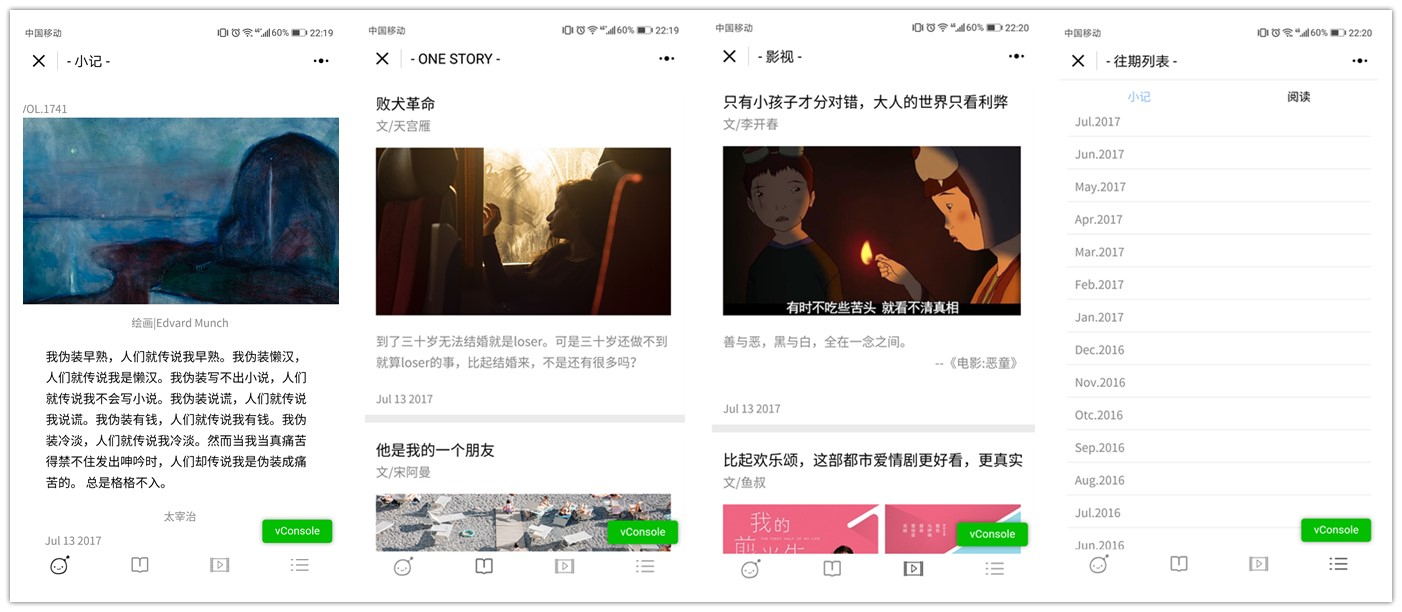 中国移动
60% 22:19
- 小记 -
/OL.1741
绘画|Edvard Munch
我伪装早熟，人们就传说我早熟。我伪装懒汉，
人们就传说我是懒汉。我伪装写不出小说，人们
就传说我不会写小说。我伪装说谎，人们就传说
我说谎。我伪装有钱，人们就传说我有钱。我伪
装冷淡，人们就传说我冷淡。然而当我当真痛苦
得禁不住发出呻吟时，人们却传说我是伪装成痛
苦的。 总是格格不入。
太宰治
Jul 13 2017
vConsole
中国移动
60% 22:19
- ONE STORY -
败犬革命
文/天宫雁
到了三十岁无法结婚就是loser。可是三十岁还做不到
就算loser的事，比起结婚来，不是还有很多吗？
Jul 13 2017
他是我的一个朋友
文/宋阿曼
vConsole
中国移动
60% 22:20
- 影视 -
只有小孩子才分对错，大人的世界只看利弊
文/李开春
有时不吃些苦头 就看不清真相
善与恶，黑与白，全在一念之间。
--《电影:恶童》
Jul 13 2017
比起欢乐颂，这部都市爱情剧更好看，更真实
文/鱼叔
我的
THE FIRST HALF OF MY LIFE
vConsole
中国移动
60% 22:20
- 往期列表 -
小记 阅读
Jul.2017
Jun.2017
May.2017
Apr.2017
Mar.2017
Feb.2017
Jan.2017
Dec.2016
Nov.2016
Otc.2016
Sep.2016
Aug.2016
Jul.2016
Jun.2016
vConsole